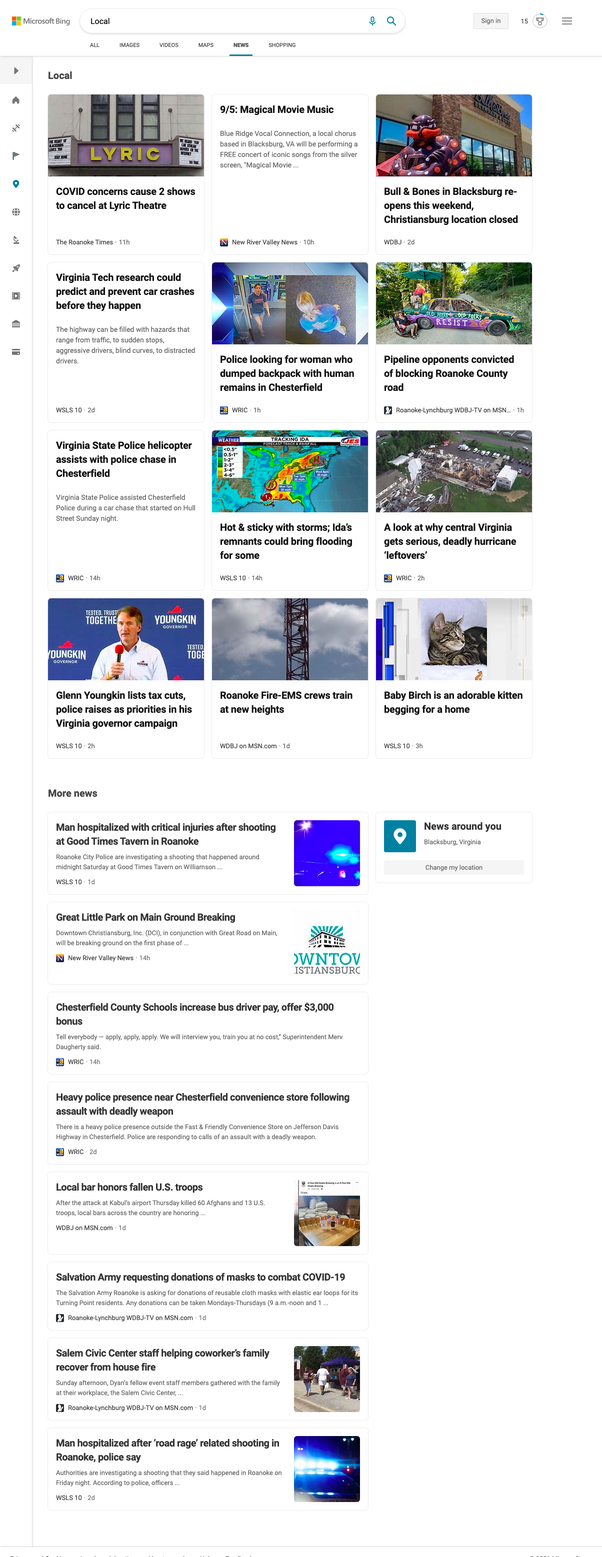 Microsoft Bing
Local
Sign in
15
ALL
IMAGES
VIDEOS
MAPS
NEWS
SHOPPING
Local
LYRIC
COVID concerns cause 2 shows
to cancel at Lyric Theatre
The Roanoke Times · 11h
9/5: Magical Movie Music
Blue Ridge Vocal Connection, a local chorus
based in Blacksburg, VA will be performing a
FREE concert of iconic songs from the silver
screen, "Magical Movie ...
New River Valley News · 10h
Bull & Bones in Blacksburg re-
opens this weekend,
Christiansburg location closed
WDBJ · 2d
Virginia Tech research could
predict and prevent car crashes
before they happen
The highway can be filled with hazards that
range from traffic, to sudden stops,
aggressive drivers, blind curves, to distracted
drivers.
WSLS 10 · 2d
Police looking for woman who
dumped backpack with human
remains in Chesterfield
WRIC · 1h
RESIST
Pipeline opponents convicted
of blocking Roanoke County
road
Roanoke-Lynchburg WDBJ-TV on MSN... · 1h
Virginia State Police helicopter
assists with police chase in
Chesterfield
Virginia State Police assisted Chesterfield
Police during a car chase that started on Hull
Street Sunday night.
WRIC · 14h
WEATHER
TRACKING IDA
<0.5"
0.5-1"
1-2"
2-3"
3-4"
4-6"
Hot & sticky with storms; Ida's
remnants could bring flooding
for some
WSLS 10 · 14h
A look at why central Virginia
gets serious, deadly hurricane
'leftovers'
WRIC · 2h
TESTED. TRUST
TOGETHE
YOUNGKIN
GOVERNOR
YOUNGKIN
GOVERNOR
TESTED
TO
Glenn Youngkin lists tax cuts,
police raises as priorities in his
Virginia governor campaign
WSLS 10 · 2h
Roanoke Fire-EMS crews train
at new heights
WDBJ on MSN.com · 1d
Baby Birch is an adorable kitten
begging for a home
WSLS 10 · 3h
More news
Man hospitalized with critical injuries after shooting
at Good Times Tavern in Roanoke
Roanoke City Police are investigating a shooting that happened around
midnight Saturday at Good Times Tavern on Williamson ...
WSLS 10 · 1d
News around you
Blacksburg, Virginia
Change my location
Great Little Park on Main Ground Breaking
Downtown Christiansburg, Inc. (DCI), in conjunction with Great Road on Main,
will be breaking ground on the first phase of ...
New River Valley News · 14h
OWNTOW
ISTIANSBURG
Chesterfield County Schools increase bus driver pay, offer $3,000
bonus
Tell everybody — apply, apply, apply. We will interview you, train you at no cost," Superintendent Merv
Daugherty said.
WRIC · 14h
Heavy police presence near Chesterfield convenience store following
assault with deadly weapon
There is a heavy police presence outside the Fast & Friendly Convenience Store on Jefferson Davis
Highway in Chesterfield. Police are responding to calls of an assault with a deadly weapon.
WRIC · 2d
Local bar honors fallen U.S. troops
After the attack at Kabul's airport Thursday killed 60 Afghans and 13 U.S.
troops, local bars across the country are honoring ...
WDBJ on MSN.com · 1d
Salvation Army requesting donations of masks to combat COVID-19
The Salvation Army Roanoke is asking for donations of reusable cloth masks with elastic ear loops for its
Turning Point residents. Any donations can be taken Mondays-Thursdays (9 a.m.-noon and 1 ...
Roanoke-Lynchburg WDBJ-TV on MSN.com · 1d
Salem Civic Center staff helping coworker's family
recover from house fire
Sunday afternoon, Dyan's fellow event staff members gathered with the family
at their workplace, the Salem Civic Center, ...
Roanoke-Lynchburg WDBJ-TV on MSN.com · 1d
Man hospitalized after 'road rage' related shooting in
Roanoke, police say
Authorities are investigating a shooting that they said happened in Roanoke on
Friday night. According to police, officers ...
WSLS 10 · 2d